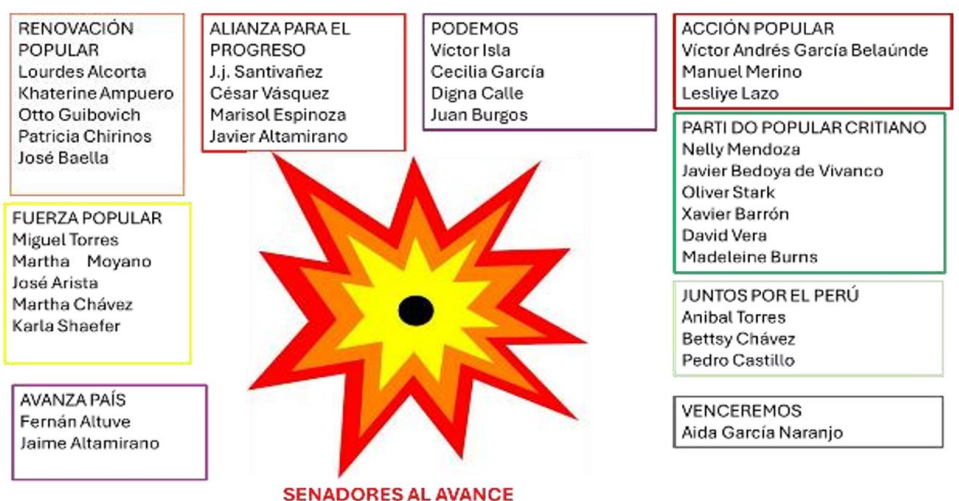 RENOVACIÓN
POPULAR
Lourdes Alcorta
Khaterine Ampuero
Otto Guibovich
Patricia Chirinos
José Baella
ALIANZA PARA EL
PROGRESO
J.j. Santivañez
César Vásquez
Marisol Espinoza
Javier Altamirano
PODEMOS
Víctor Isla
Cecilia García
Digna Calle
Juan Burgos
ACCIÓN POPULAR
Víctor Andrés García Belaúnde
Manuel Merino
Lesliye Lazo
PARTI DO POPULAR CRITIANO
Nelly Mendoza
Javier Bedoya de Vivanco
Oliver Stark
Xavier Barrón
David Vera
Madeleine Burns
FUERZA POPULAR
Miguel Torres
Martha Moyano
José Arista
Martha Chávez
Karla Shaefer
JUNTOS POR EL PERÚ
Anibal Torres
Bettsy Chávez
Pedro Castillo
AVANZA PAÍS
Fernán Altuve
Jaime Altamirano
VENCEREMOS
Aida García Naranjo
SENADORES AL AVANCE